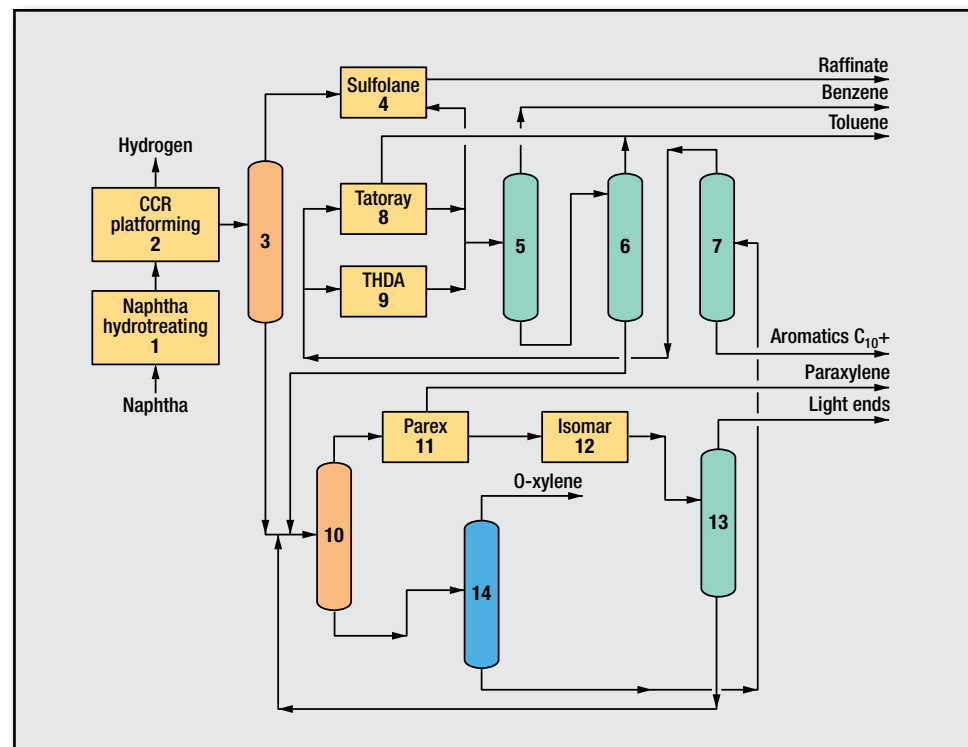 Raffinate
Benzene
Toluene
Sulfolane
4
Hydrogen
CCR
platforming
2
3
Tatoray
8
5
6
7
THDA
9
Naphtha
hydrotreating
1
Aromatics C10+
Naphtha
Paraxylene
Light ends
Parex
11
Isomar
12
O-xylene
10
13
14